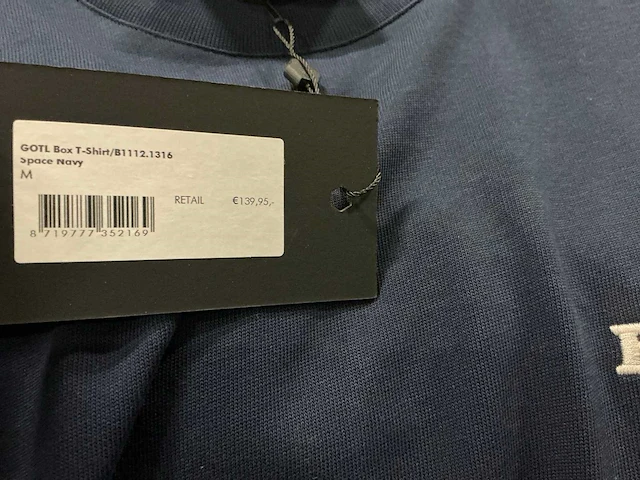 GOTL Box T-Shirt/B1112.1316
Space Navy
M
RETAIL €139,95,-
8 719777 352169